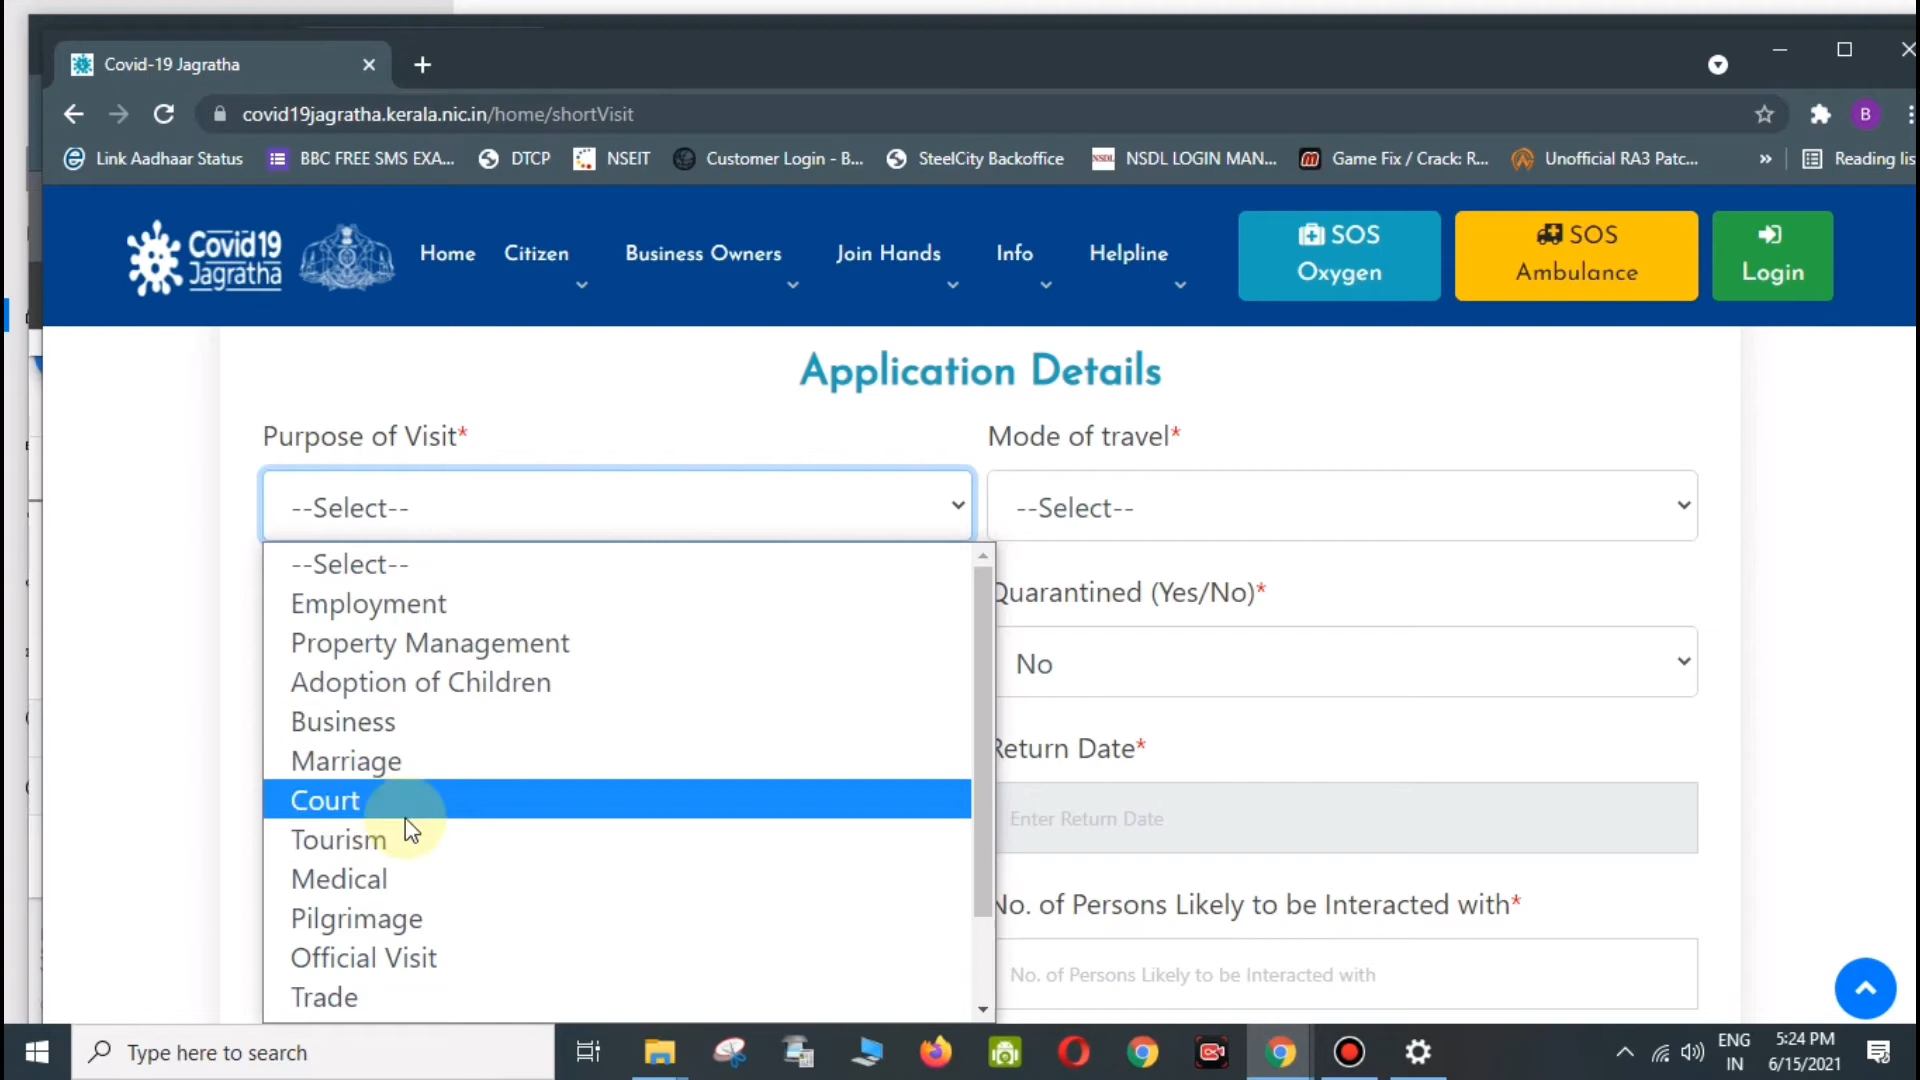 Covid-19 Jagratha
covid19jagratha.kerala.nic.in/home/shortVisit
B
Link Aadhaar Status
BBC FREE SMS EXA...
DTCP
NSEIT
Customer Login - B...
SteelCity Backoffice
NSDL
NSDL LOGIN MAN...
Game Fix / Crack: R...
Unofficial RA3 Patc...
»
Reading lis
Covid19
Jagratha
Home
Citizen
Business Owners
Join Hands
Info
Helpline
SOS
Oxygen
SOS
Ambulance
Login
Application Details
Purpose of Visit*
Mode of travel*
--Select--
--Select--
--Select--
Employment
Property Management
Adoption of Children
Business
Marriage
Court
Tourism
Medical
Pilgrimage
Official Visit
Trade
Quarantined (Yes/No)*
No
Return Date*
Enter Return Date
No. of Persons Likely to be Interacted with*
No. of Persons Likely to be Interacted with
Type here to search
ENG
IN
5:24 PM
6/15/2021